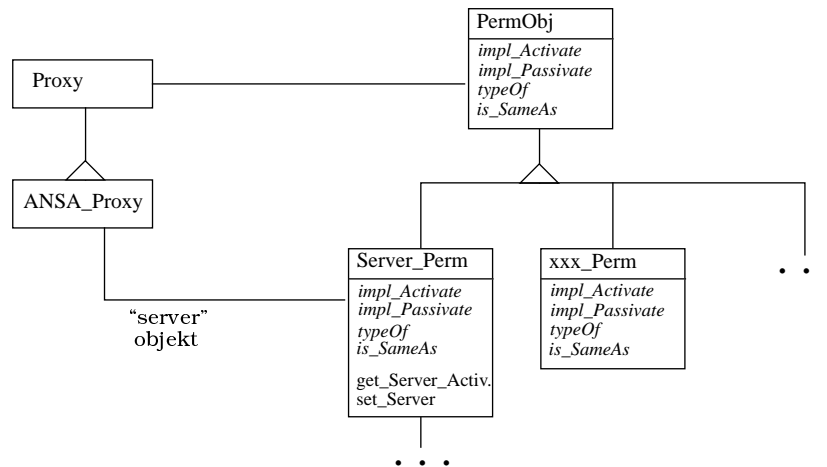 PermObj
impl_Activate
impl_Passivate
typeOf
is_SameAs
Proxy
ANSA_Proxy
“server”
objekt
Server_Perm
impl_Activate
impl_Passivate
typeOf
is_SameAs
get_Server_Activ.
set_Server
xxx_Perm
impl_Activate
impl_Passivate
typeOf
is_SameAs
. .
. . .